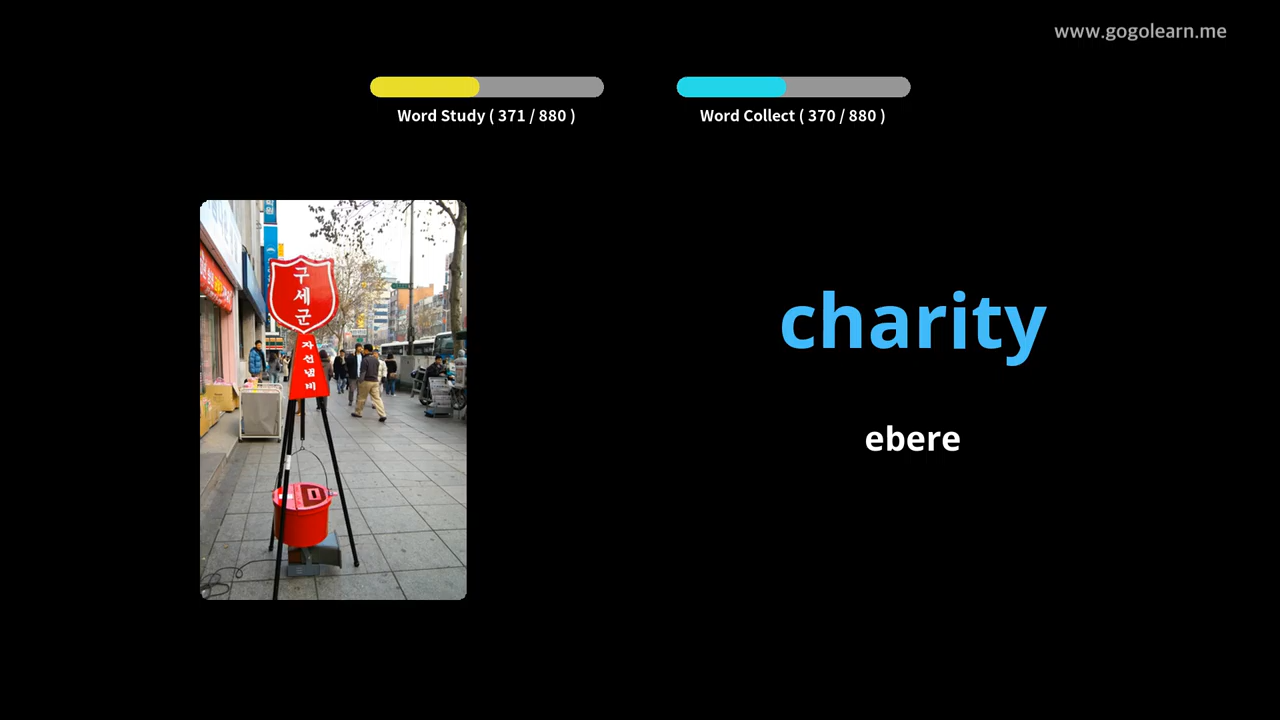 www.gogolearn.me
Word Study ( 371 / 880 )
Word Collect ( 370 / 880 )
구
세
군
자
선
냄
비
charity
ebere